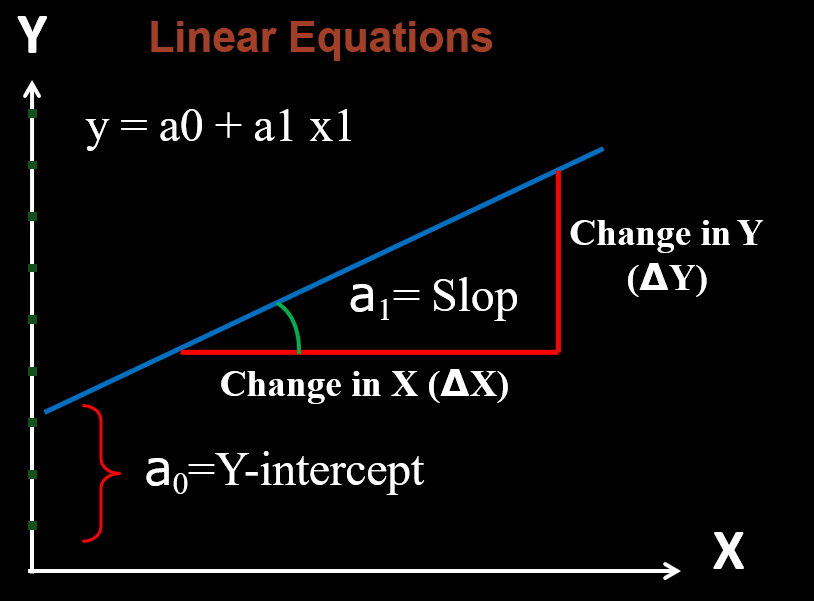 Y
Linear Equations
y = a0 + a1 x1
Change in Y
(ΔY)
a₁= Slop
Change in X (ΔX)
a₀=Y-intercept
X